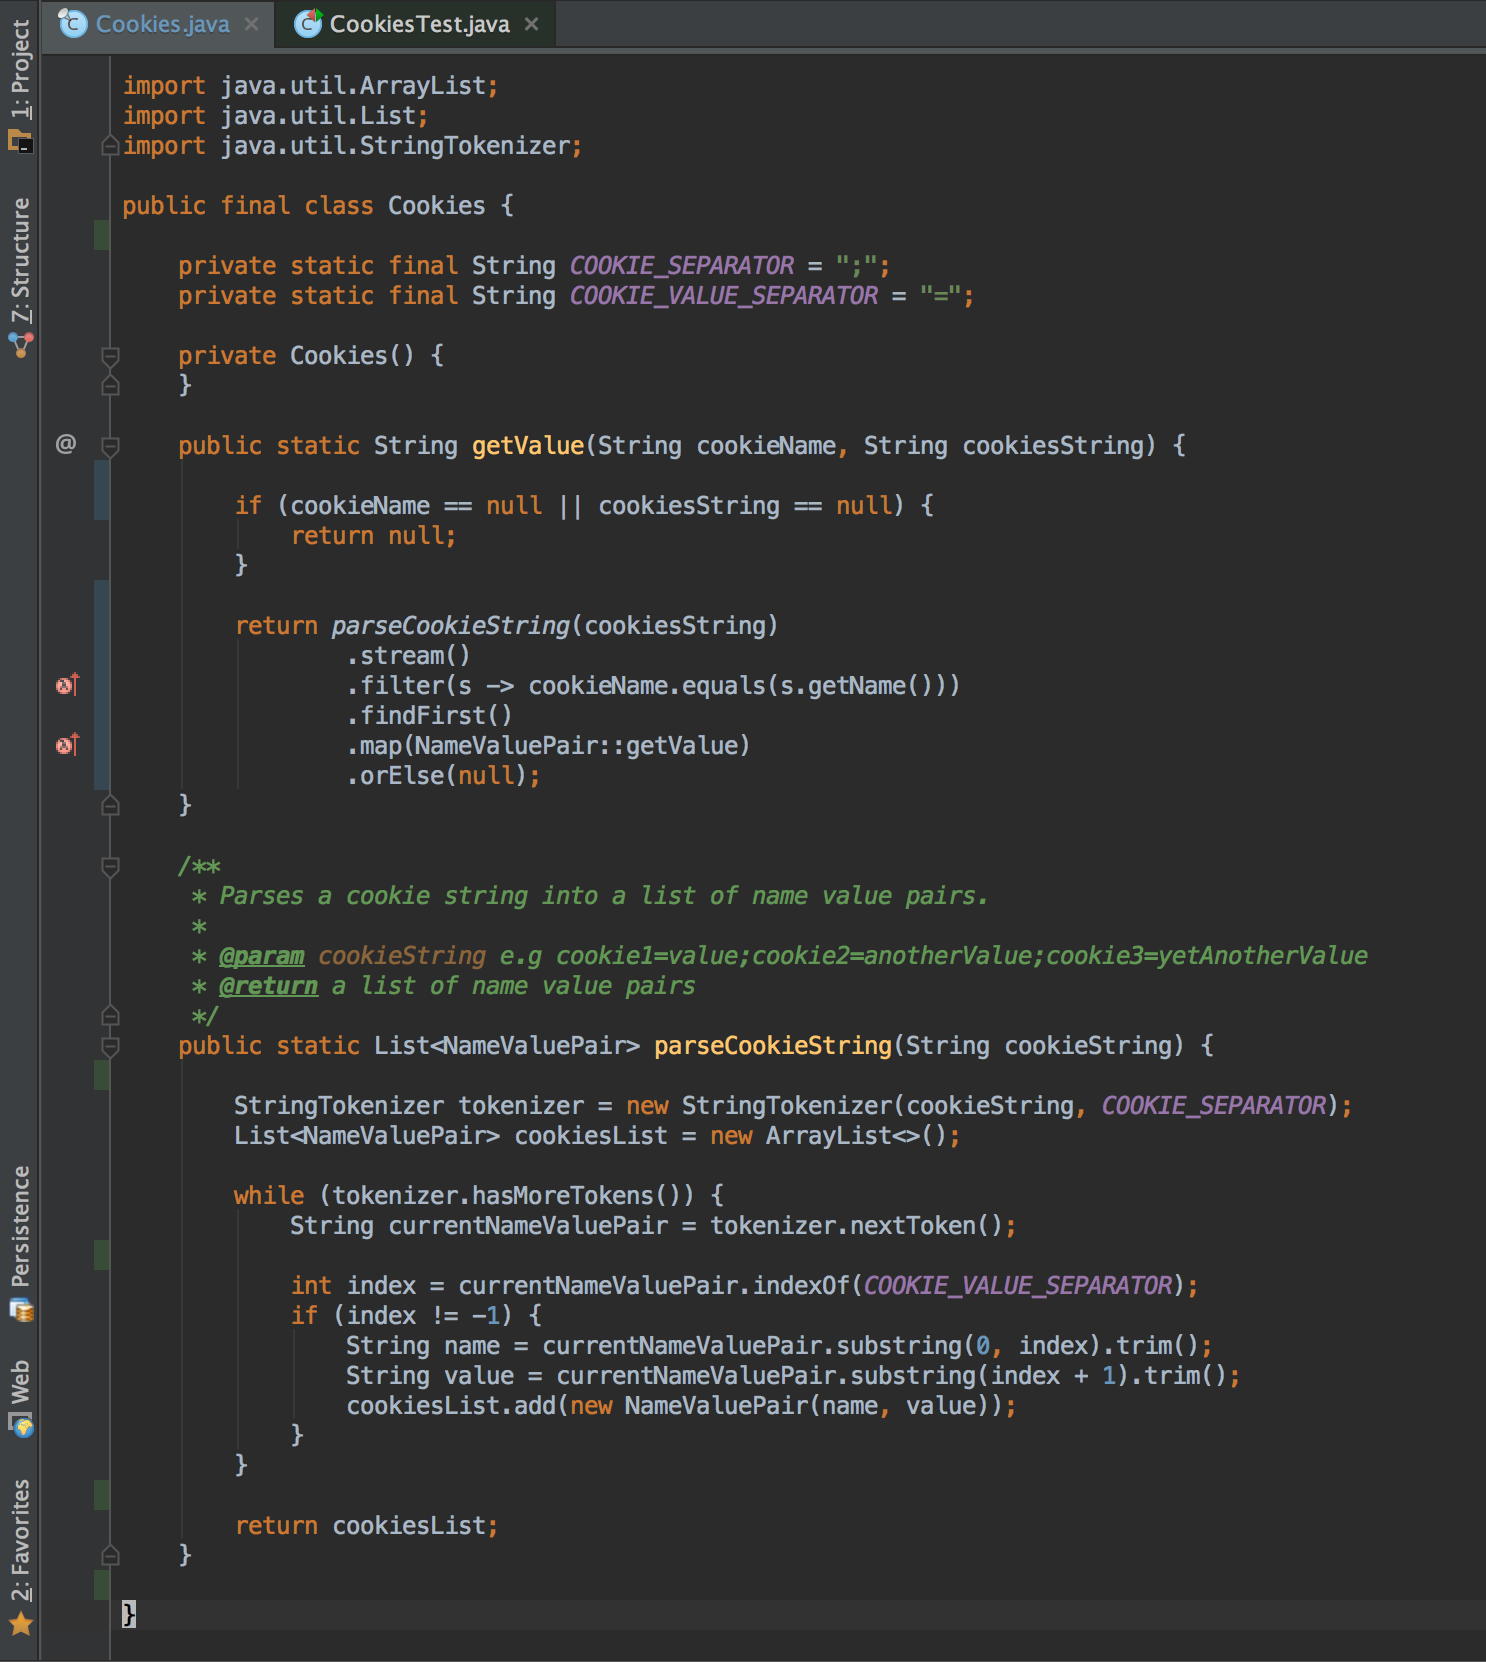 Cookies.java
CookiesTest.java
1: Project
7: Structure
Persistence
Web
2: Favorites
import java.util.ArrayList;
import java.util.List;
import java.util.StringTokenizer;
public final class Cookies {
private static final String COOKIE_SEPARATOR = ";";
private static final String COOKIE_VALUE_SEPARATOR = "=";
private Cookies() {
}
@
public static String getValue(String cookieName, String cookiesString) {
if (cookieName == null || cookiesString == null) {
return null;
}
return parseCookieString(cookiesString)
.stream()
.filter(s -> cookieName.equals(s.getName()))
.findFirst()
.map(NameValuePair::getValue)
.orElse(null);
}
/**
* Parses a cookie string into a list of name value pairs.
*
* @param cookieString e.g cookie1=value;cookie2=anotherValue;cookie3=yetAnotherValue
* @return a list of name value pairs
*/
public static List<NameValuePair> parseCookieString(String cookieString) {
StringTokenizer tokenizer = new StringTokenizer(cookieString, COOKIE_SEPARATOR);
List<NameValuePair> cookiesList = new ArrayList<>();
while (tokenizer.hasMoreTokens()) {
String currentNameValuePair = tokenizer.nextToken();
int index = currentNameValuePair.indexOf(COOKIE_VALUE_SEPARATOR);
if (index != -1) {
String name = currentNameValuePair.substring(0, index).trim();
String value = currentNameValuePair.substring(index + 1).trim();
cookiesList.add(new NameValuePair(name, value));
}
}
return cookiesList;
}
}